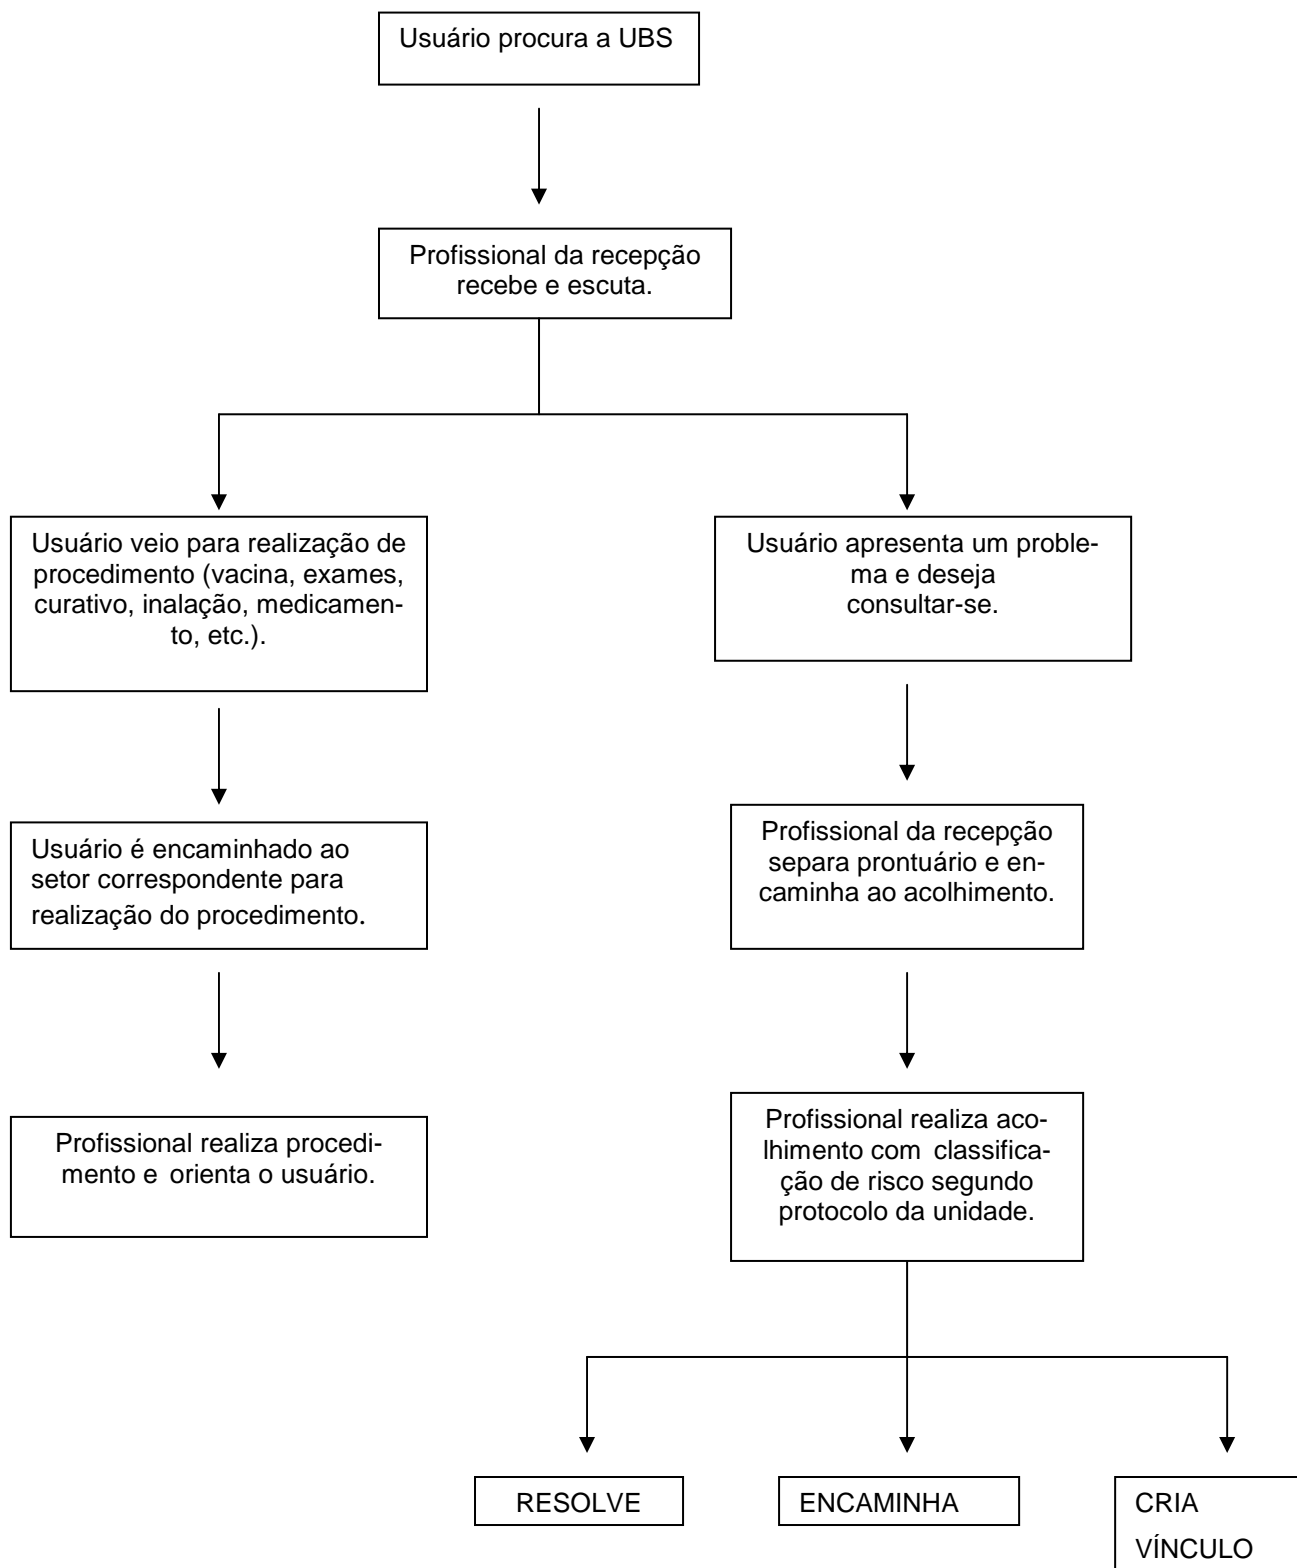 Usuário procura a UBS
Profissional da recepção
recebe e escuta.
Usuário veio para realização de
procedimento (vacina, exames,
curativo, inalação, medicamen-
to, etc.).
Usuário apresenta um proble-
ma e deseja
consultar-se.
Usuário é encaminhado ao
setor correspondente para
realização do procedimento.
Profissional da recepção
separa prontuário e en-
caminha ao acolhimento.
Profissional realiza procedi-
mento e orienta o usuário.
Profissional realiza aco-
lhimento com classifica-
ção de risco segundo
protocolo da unidade.
RESOLVE
ENCAMINHA
CRIA
VÍNCULO